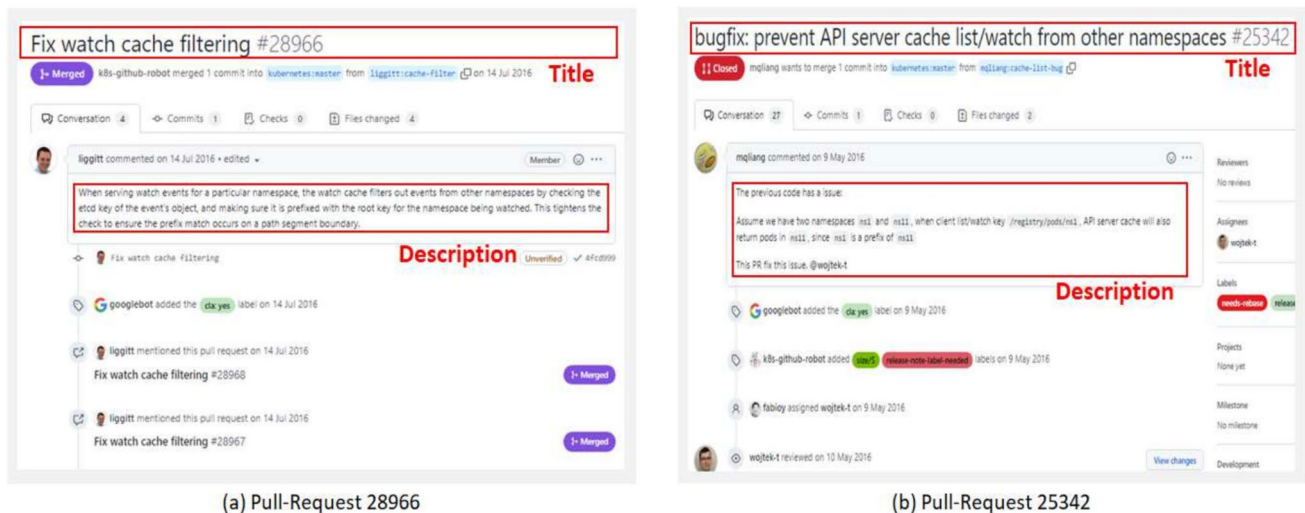 Fix watch cache filtering #28966
Merged k8s-github-robot merged 1 commit into kubernetes:master from liggitt:cache-filter on 14 Jul 2016
Title
Conversation 4 Commits 1 Checks 0 Files changed 4
liggitt commented on 14 Jul 2016 • edited
Member
When serving watch events for a particular namespace, the watch cache filters out events from other namespaces by checking the
etcd key of the event's object, and making sure it is prefixed with the root key for the namespace being watched. This tightens the
check to ensure the prefix match occurs on a path segment boundary.
Description
Fix watch cache filtering
Unverified 4fcd999
googlebot added the cla: yes label on 14 Jul 2016
liggitt mentioned this pull request on 14 Jul 2016
Fix watch cache filtering #28968
Merged
liggitt mentioned this pull request on 14 Jul 2016
Fix watch cache filtering #28967
Merged
(a) Pull-Request 28966
bugfix: prevent API server cache list/watch from other namespaces #25342
Closed mqliang wants to merge 1 commit into kubernetes:master from mqliang:cache-list-bug
Title
Conversation 27 Commits 1 Checks 0 Files changed 2
mqliang commented on 9 May 2016
The previous code has a issue:
Assume we have two namespaces ns1 and ns11, when client list/watch key /registry/pods/ns1, API server cache will also
return pods in ns11, since ns1 is a prefix of ns11
This PR fix this issue. @wojtek-t
Description
googlebot added the cla: yes label on 9 May 2016
k8s-github-robot added size/S release-note-label-needed labels on 9 May 2016
fabioy assigned wojtek-t on 9 May 2016
wojtek-t reviewed on 10 May 2016
View changes
Reviewers
No reviews
Assignees
wojtek-t
Labels
needs-rebase release
Projects
None yet
Milestone
No milestone
Development
(b) Pull-Request 25342